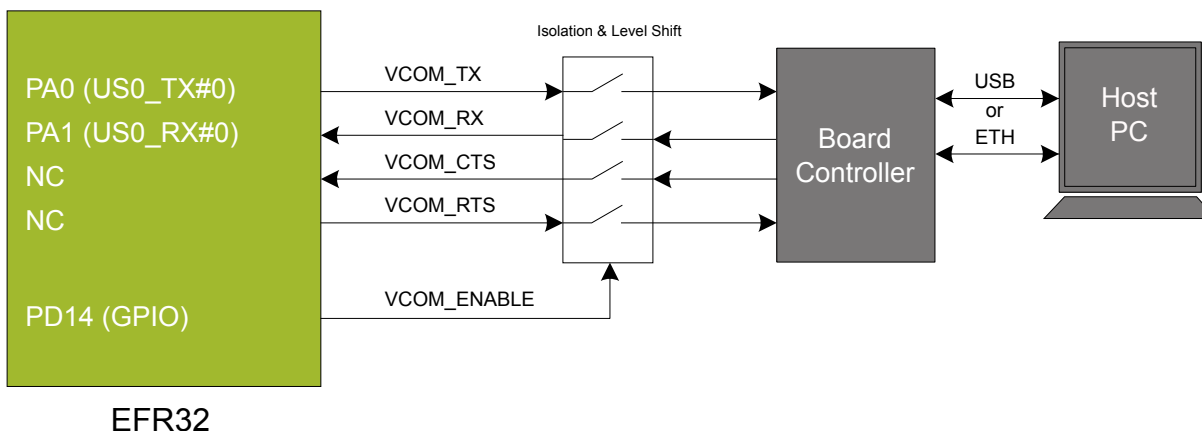 Isolation & Level Shift
PA0 (US0_TX#0)
PA1 (US0_RX#0)
NC
NC
PD14 (GPIO)
EFR32
VCOM_TX
VCOM_RX
VCOM_CTS
VCOM_RTS
VCOM_ENABLE
Board
Controller
USB
or
ETH
Host
PC